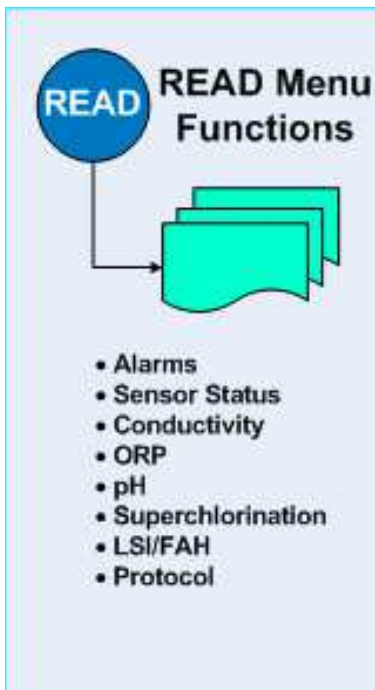 READ
READ Menu
Functions
• Alarms
• Sensor Status
• Conductivity
• ORP
• pH
• Superchlorination
• LSI/FAH
• Protocol